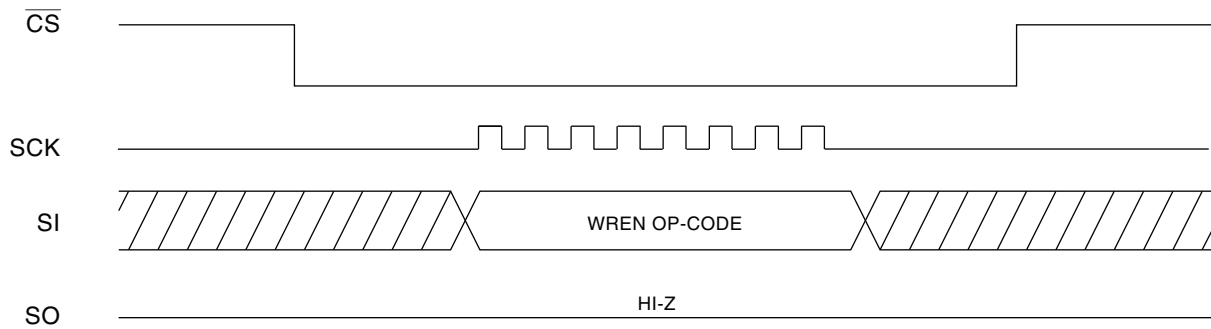 CS
SCK
SI
WREN OP-CODE
HI-Z
SO